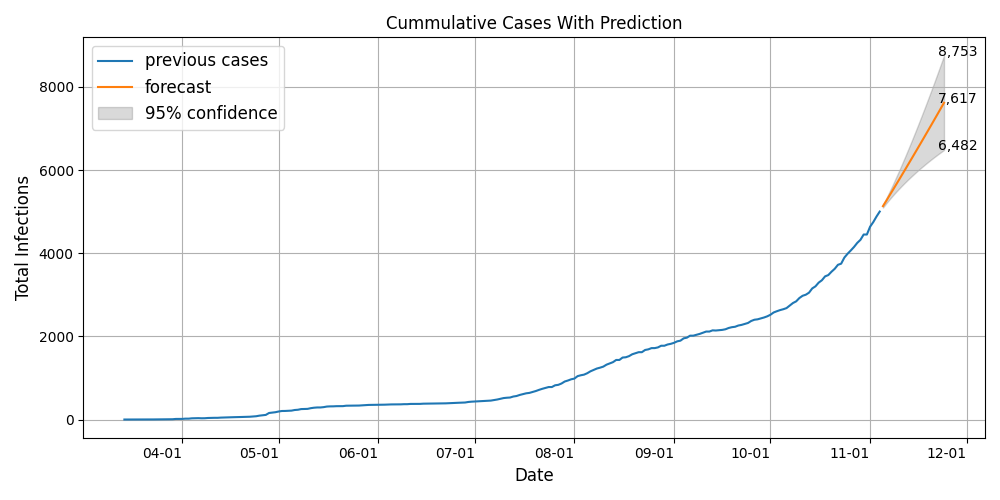 Cummulative Cases With Prediction
previous cases
forecast
95% confidence
8,753
7,617
6,482
8000
6000
4000
2000
0
Total Infections
04-01
05-01
06-01
07-01
08-01
09-01
10-01
11-01
12-01
Date